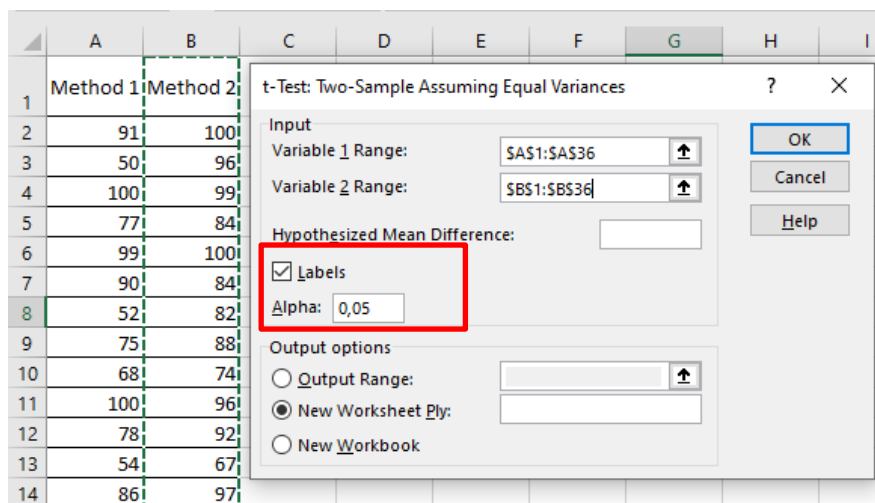 A B C D E F G H I
1 Method 1 Method 2
t-Test: Two-Sample Assuming Equal Variances ? ×
Input
Variable 1 Range: $A$1:$A$36
Variable 2 Range: $B$1:$B$36
Hypothesized Mean Difference:
Labels
Alpha: 0,05
Output options
Output Range:
New Worksheet Ply:
New Workbook
OK
Cancel
Help
2 91 100
3 50 96
4 100 99
5 77 84
6 99 100
7 90 84
8 52 82
9 75 88
10 68 74
11 100 96
12 78 92
13 54 67
14 86 97